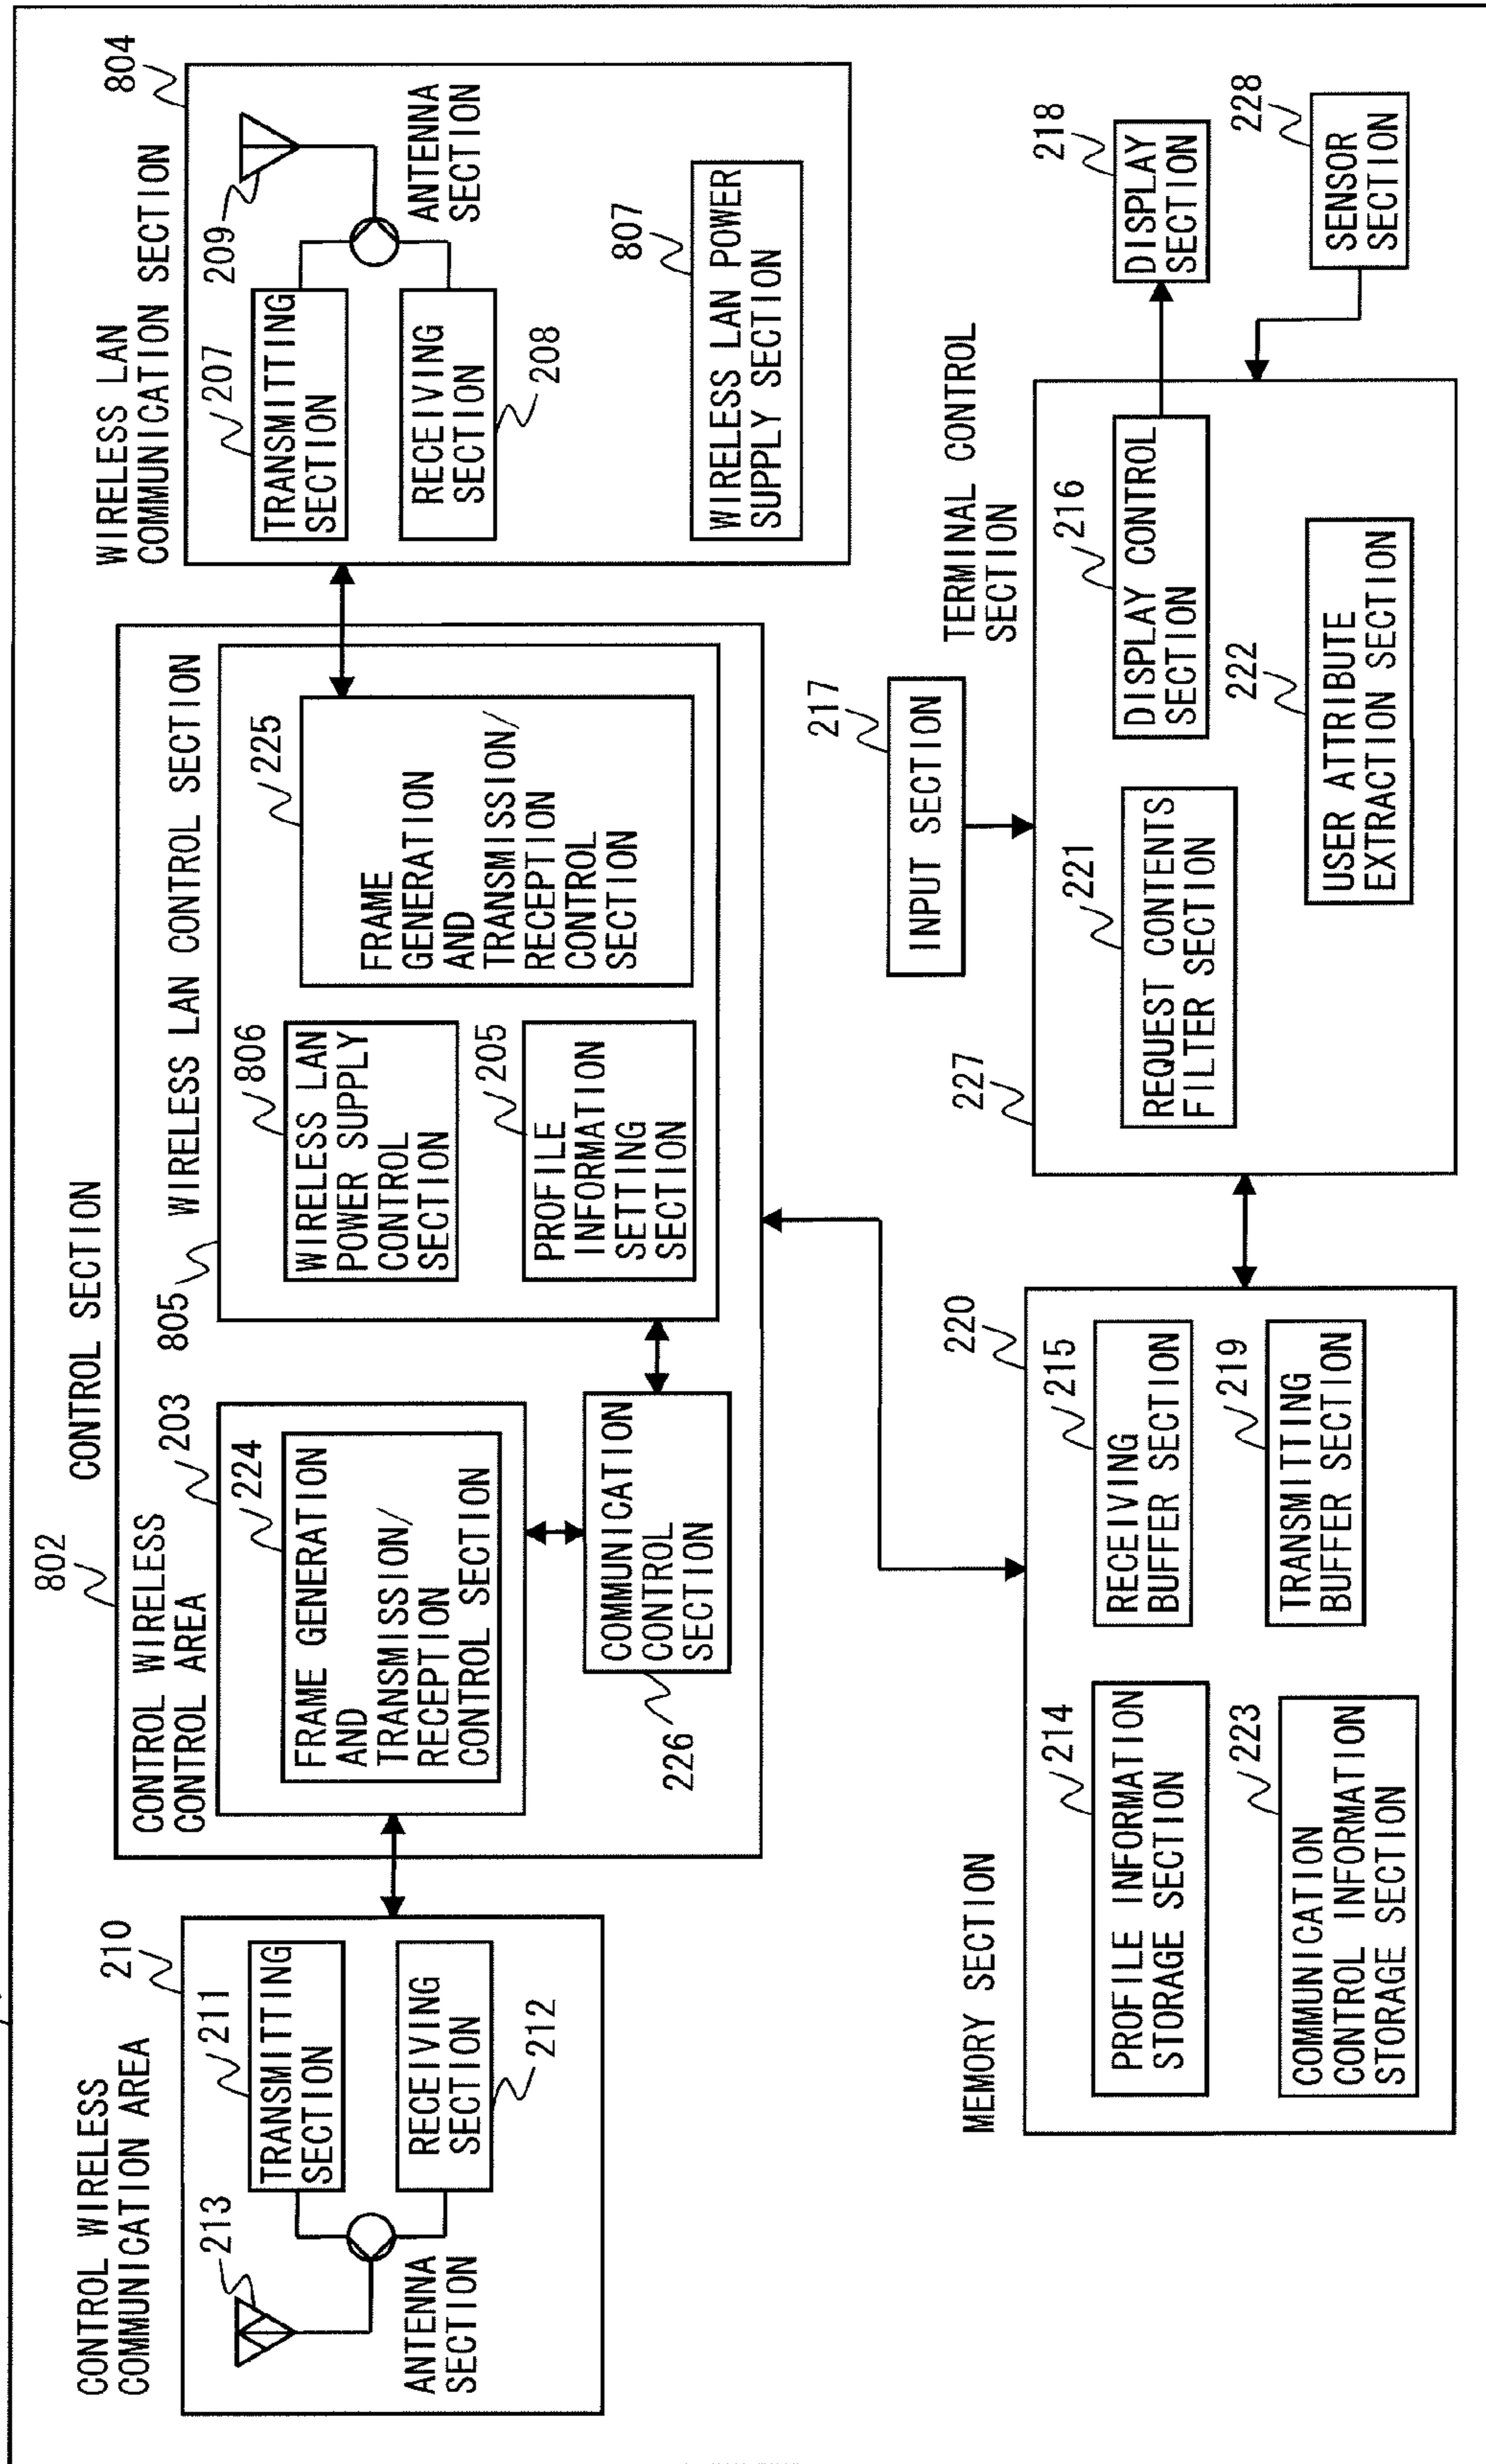 CONTROL WIRELESS
COMMUNICATION AREA
210
213
211
TRANSMITTING
SECTION
RECEIVING
SECTION
212
ANTENNA
SECTION
802
CONTROL SECTION
CONTROL WIRELESS
CONTROL AREA
203
224
FRAME GENERATION
AND
TRANSMISSION/
RECEPTION
CONTROL SECTION
COMMUNICATION
CONTROL
SECTION
226
805
WIRELESS LAN CONTROL SECTION
806
WIRELESS LAN
POWER SUPPLY
CONTROL
SECTION
205
PROFILE
INFORMATION
SETTING
SECTION
225
FRAME
GENERATION
AND
TRANSMISSION/
RECEPTION
CONTROL
SECTION
WIRELESS LAN
COMMUNICATION SECTION
804
207
TRANSMITTING
SECTION
209
RECEIVING
SECTION
208
ANTENNA
SECTION
807
WIRELESS LAN POWER
SUPPLY SECTION
MEMORY SECTION
220
214
PROFILE INFORMATION
STORAGE SECTION
215
RECEIVING
BUFFER SECTION
223
COMMUNICATION
CONTROL INFORMATION
STORAGE SECTION
219
TRANSMITTING
BUFFER SECTION
217
INPUT SECTION
TERMINAL CONTROL
SECTION
227
221
REQUEST CONTENTS
FILTER SECTION
216
DISPLAY CONTROL
SECTION
222
USER ATTRIBUTE
EXTRACTION SECTION
218
DISPLAY
SECTION
228
SENSOR
SECTION